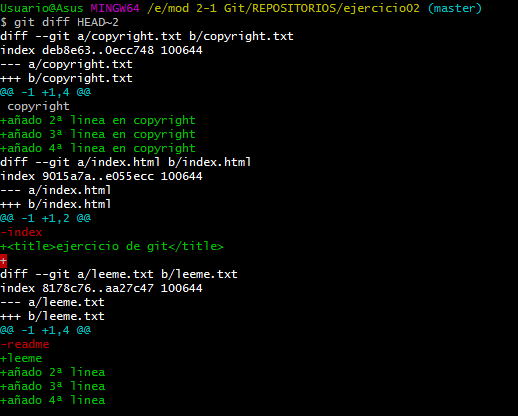 Usuario@Asus MINGW64 /e/mod 2-1 Git/REPOSITORIOS/ejercicio02 (master)
$ git diff HEAD~2
diff --git a/copyright.txt b/copyright.txt
index deb8e63..0ecc748 100644
--- a/copyright.txt
+++ b/copyright.txt
@@ -1 +1,4 @@
 copyright
+añado 2ª linea en copyright
+añado 3ª linea en copyright
+añado 4ª linea en copyright
diff --git a/index.html b/index.html
index 9015a7a..e055ecc 100644
--- a/index.html
+++ b/index.html
@@ -1 +1,2 @@
-index
+<title>ejercicio de git</title>
+
diff --git a/leeme.txt b/leeme.txt
index 8178c76..aa27c47 100644
--- a/leeme.txt
+++ b/leeme.txt
@@ -1 +1,4 @@
-readme
+leeme
+añado 2ª linea
+añado 3ª linea
+añado 4ª linea